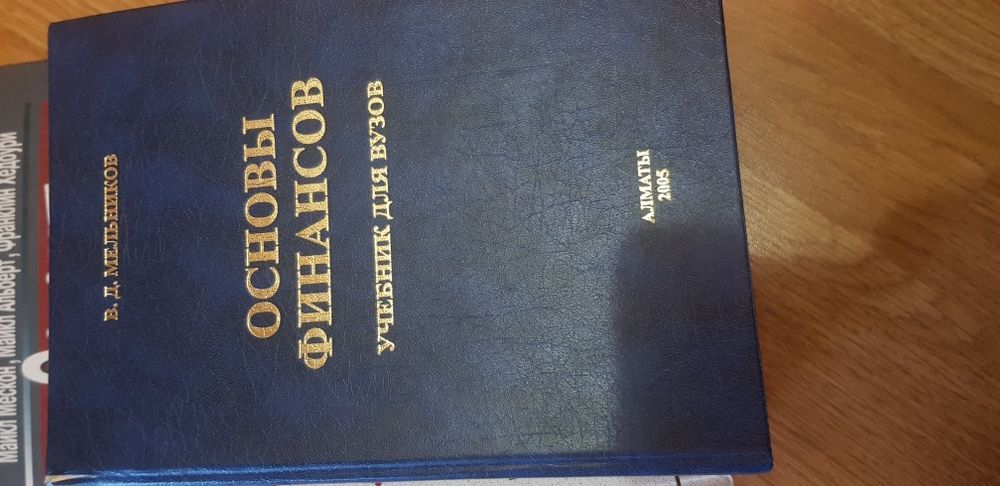 В. Д. МЕЛЬНИКОВ
ОСНОВЫ
ФИНАНСОВ
УЧЕБНИК ДЛЯ ВУЗОВ
АЛМАТЫ
2005
Майкл Мескон, Майкл Альберт, Франклин Хедоури